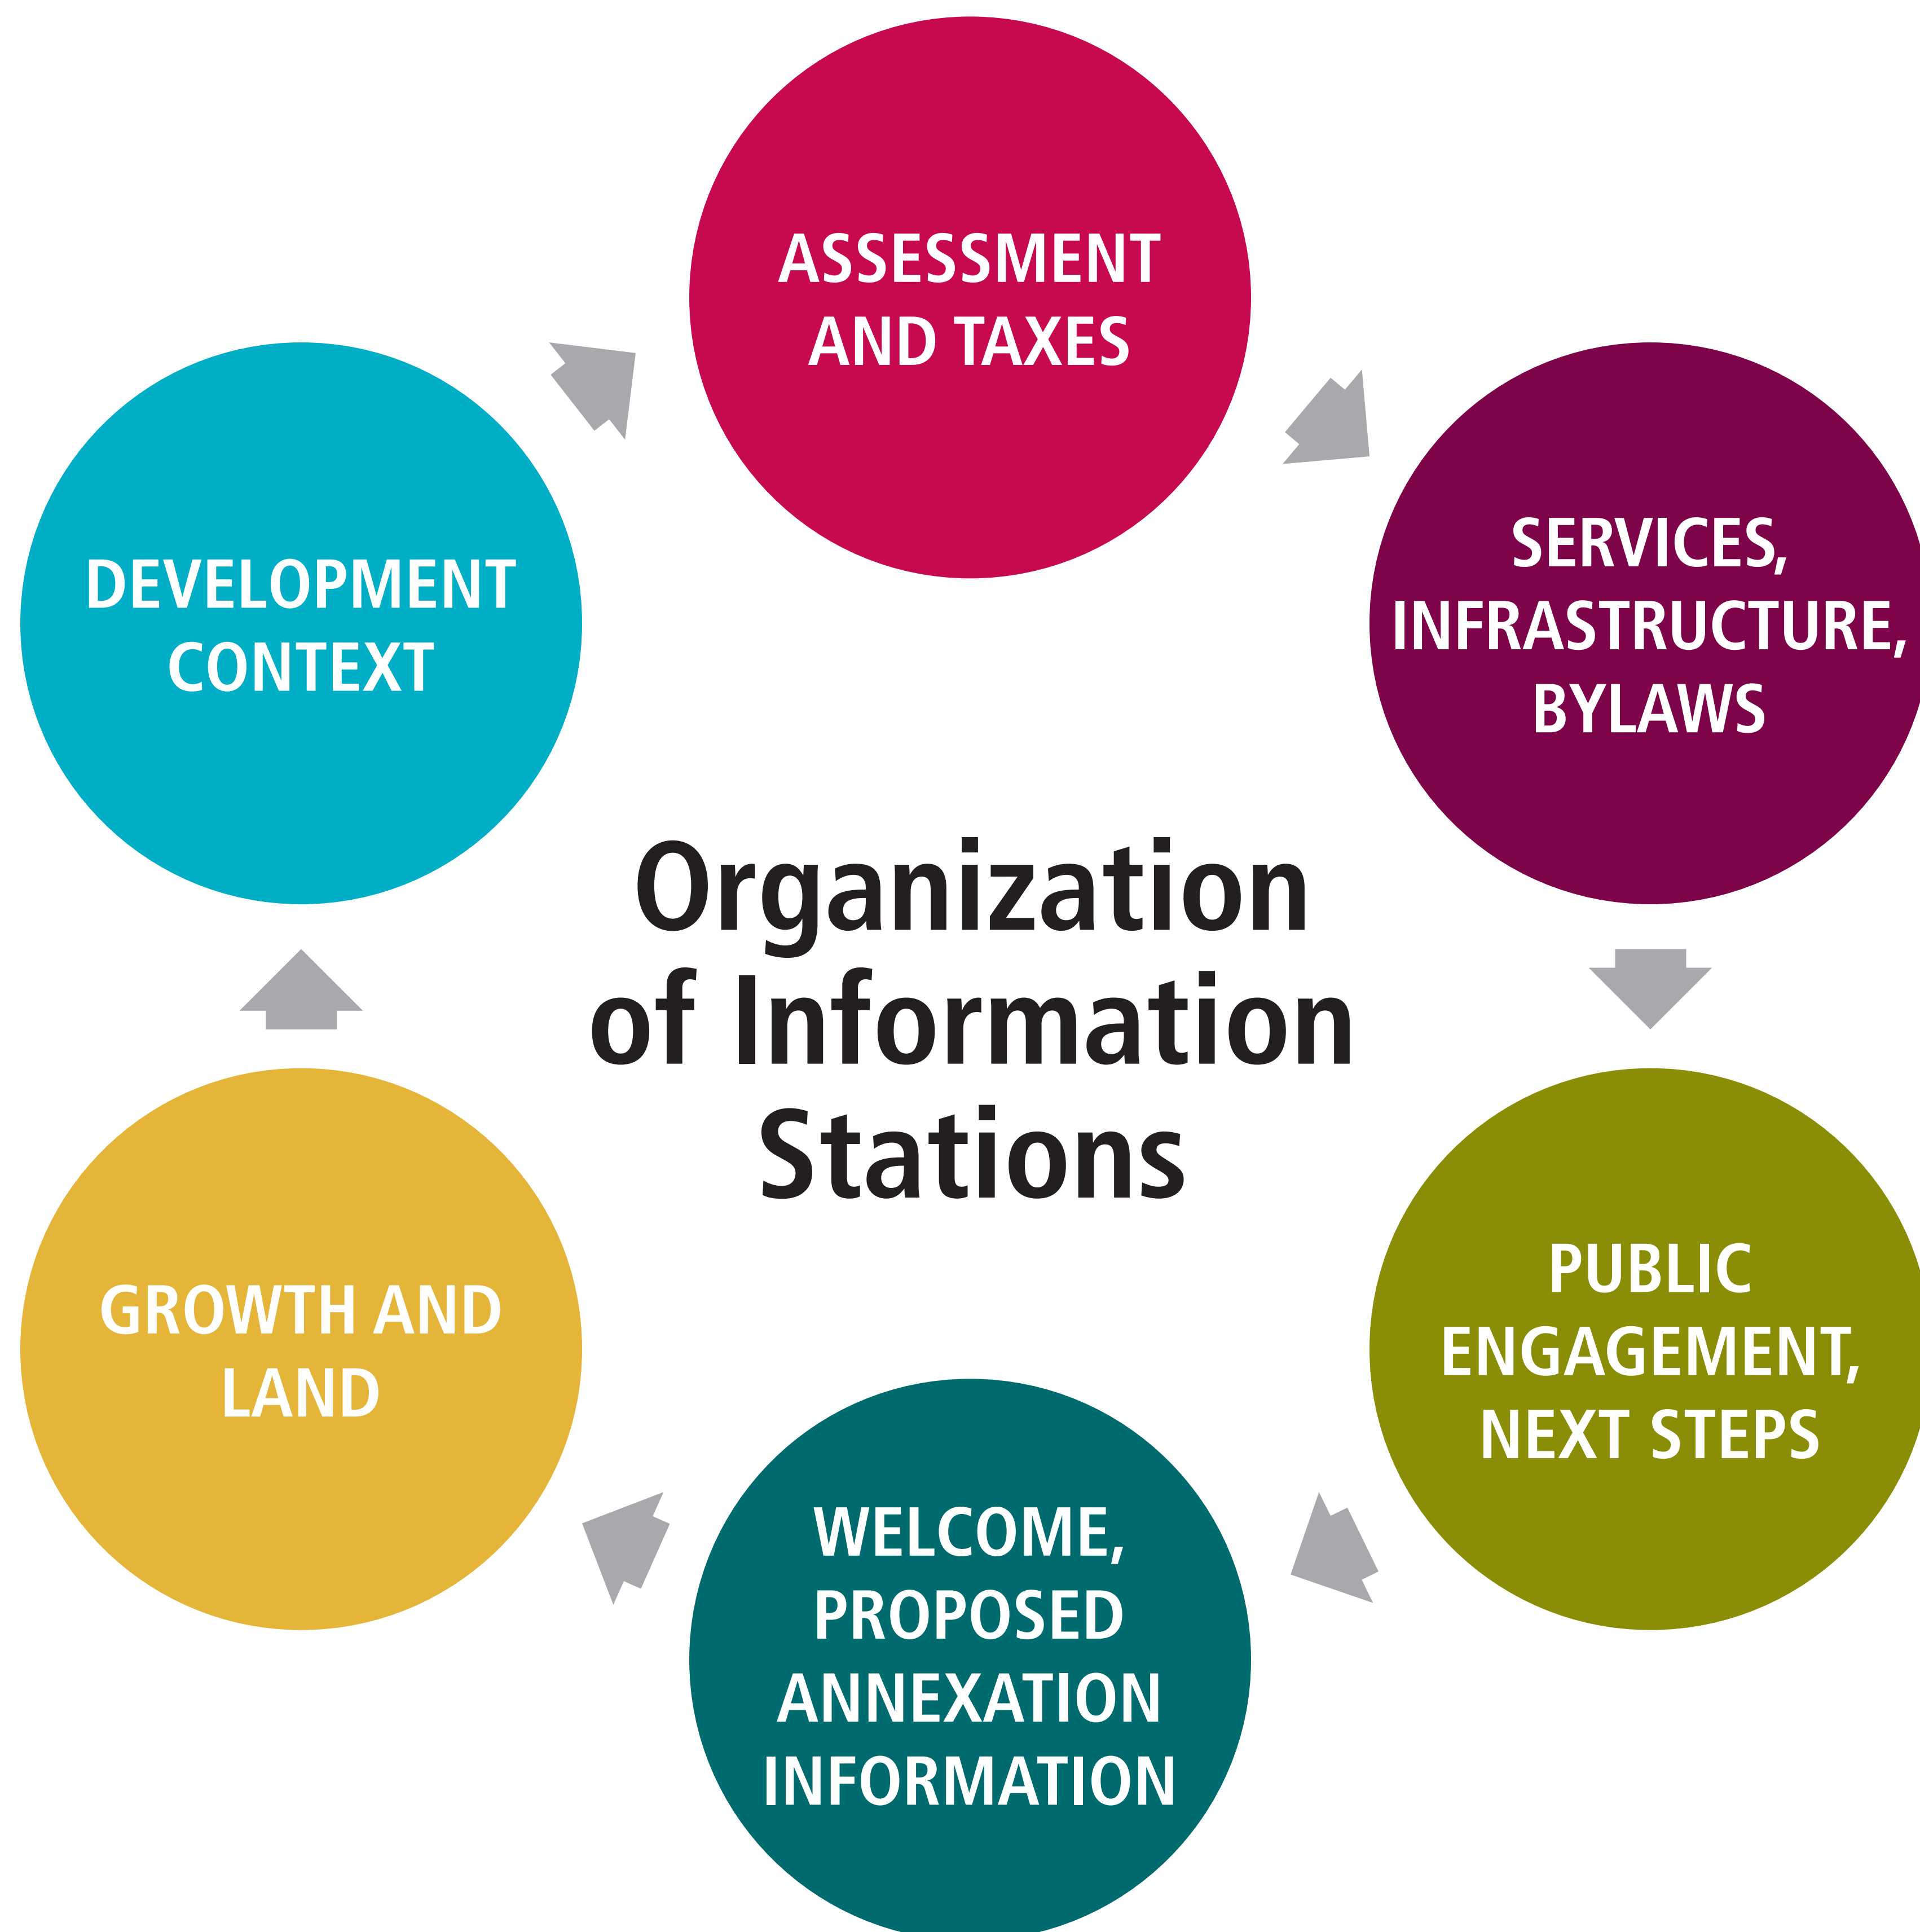 ASSESSMENT
AND TAXES
SERVICES,
INFRASTRUCTURE,
BYLAWS
DEVELOPMENT
CONTEXT
Organization
of Information
Stations
PUBLIC
ENGAGEMENT,
NEXT STEPS
GROWTH AND
LAND
WELCOME,
PROPOSED
ANNEXATION
INFORMATION